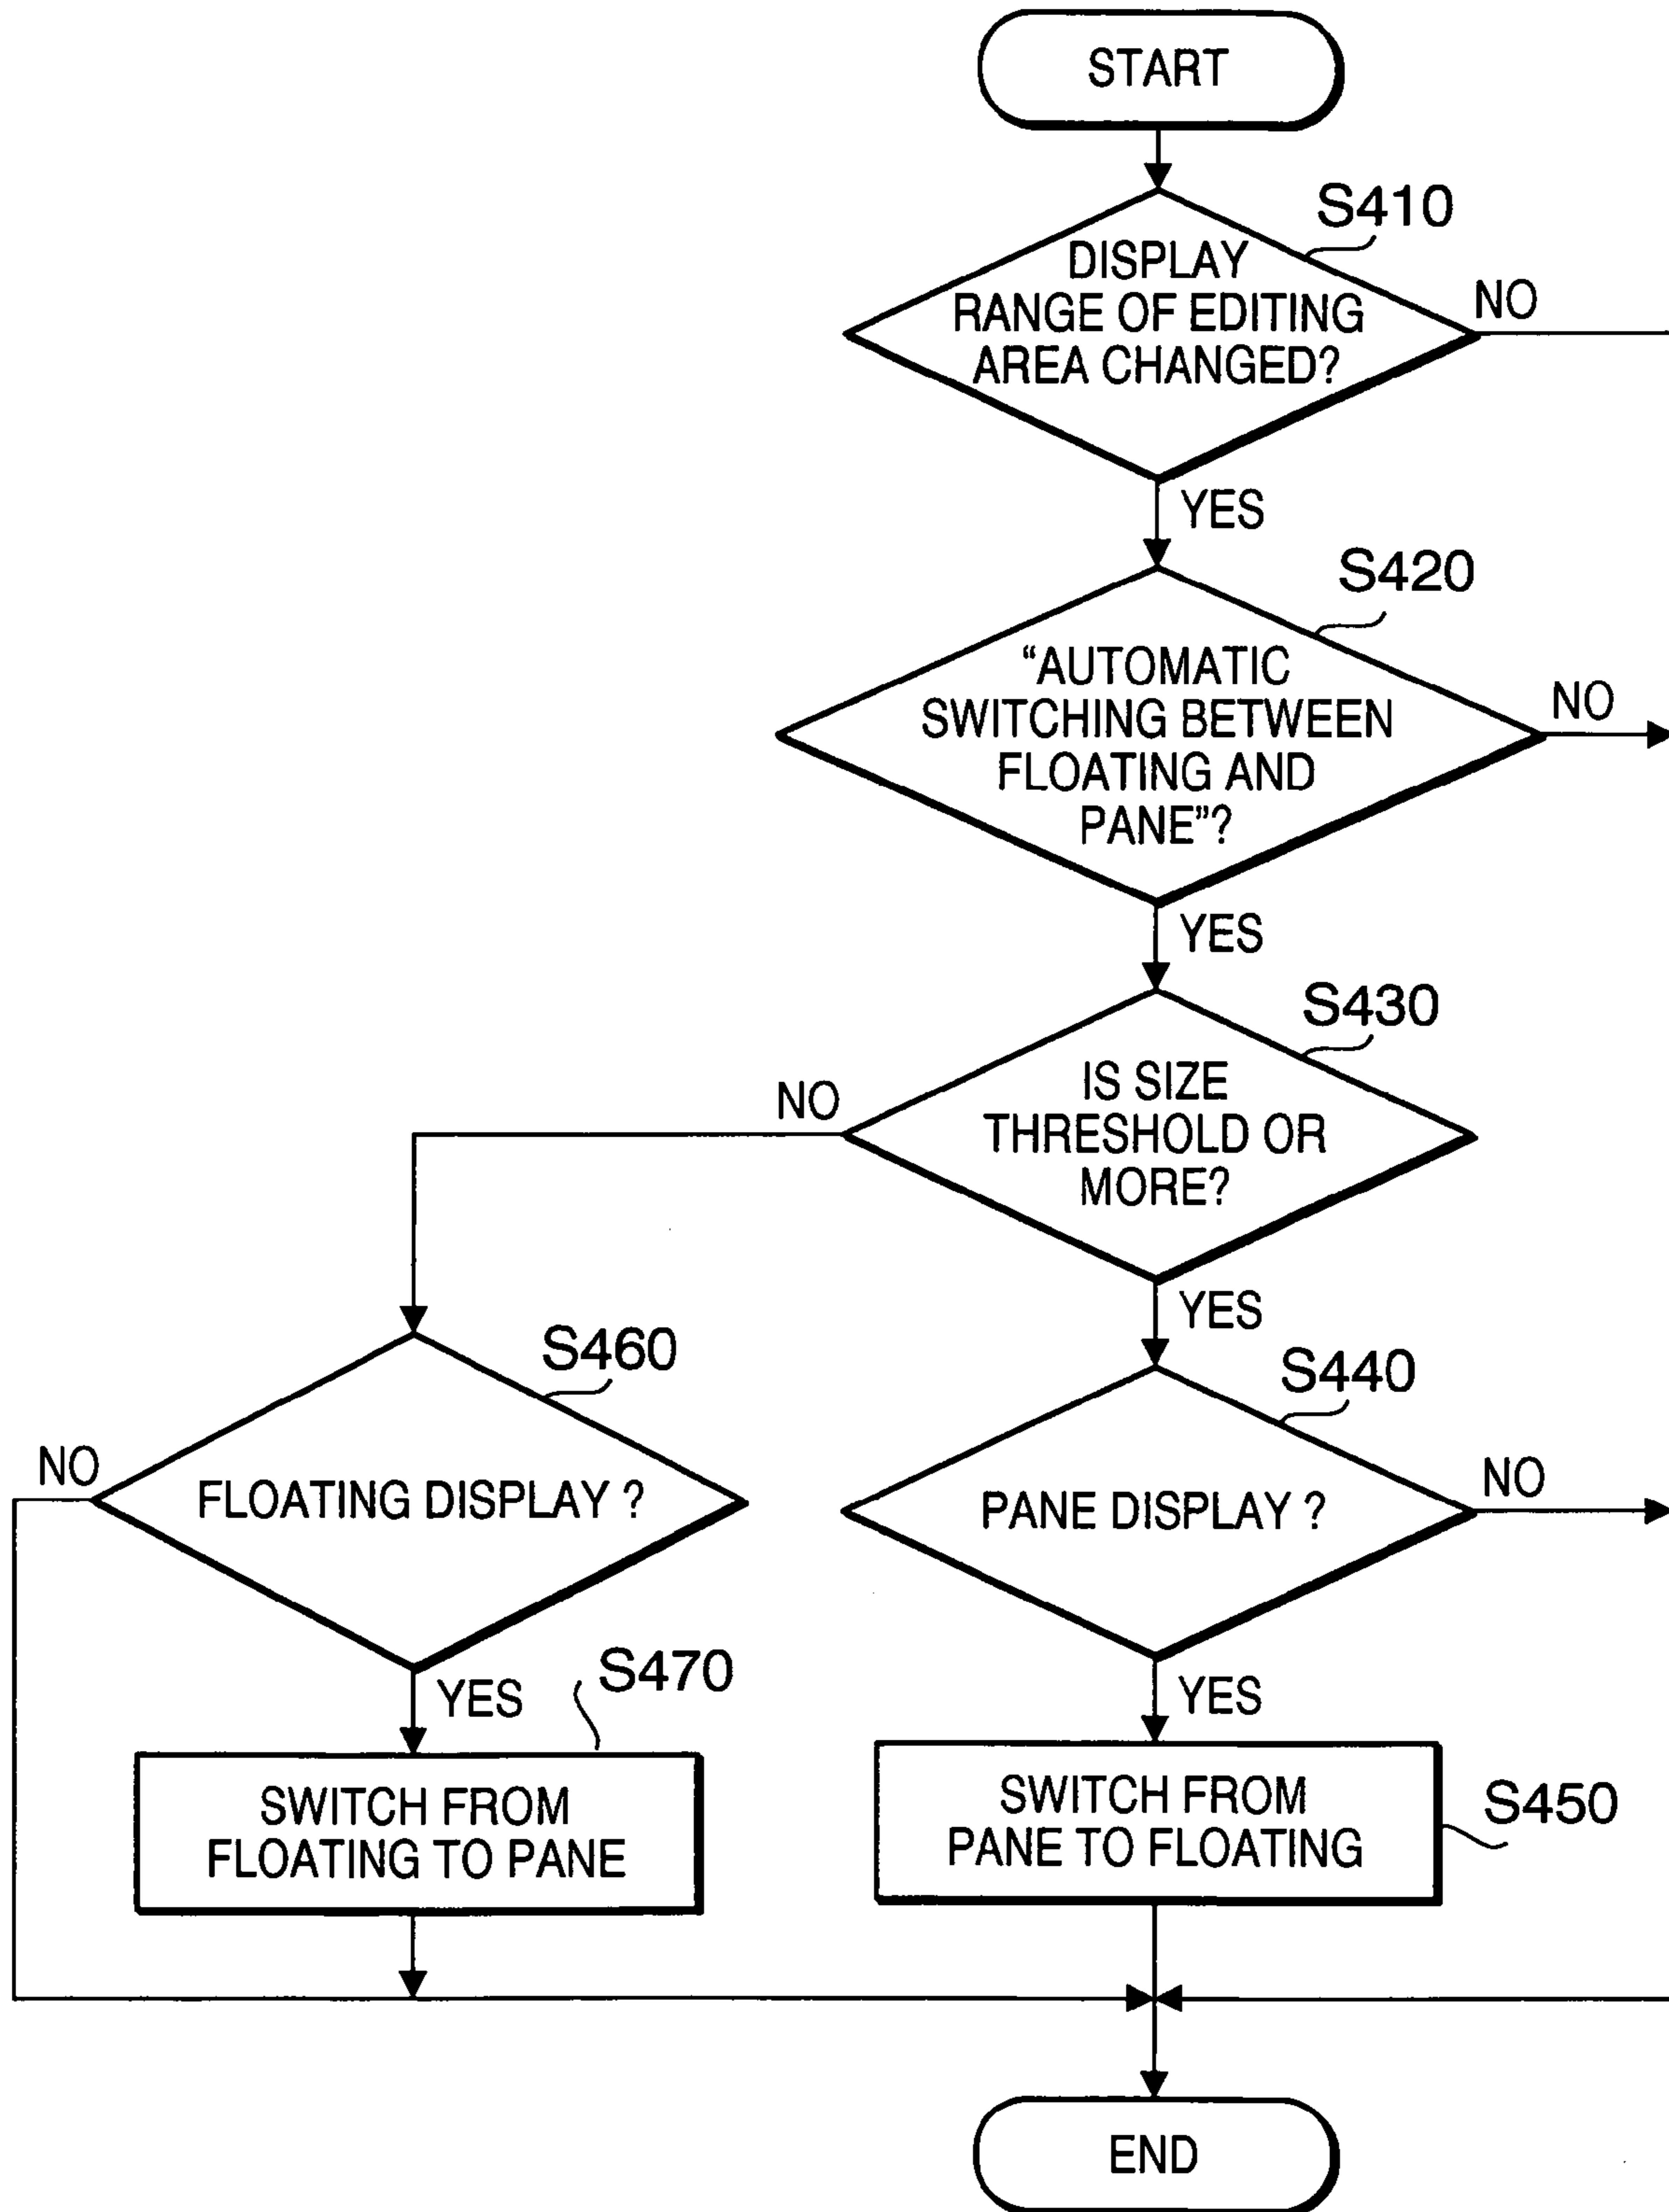 START
S410
DISPLAY
RANGE OF EDITING
AREA CHANGED?
NO
YES
S420
“AUTOMATIC
SWITCHING BETWEEN
FLOATING AND
PANE”?
NO
YES
S430
IS SIZE
THRESHOLD OR
MORE?
NO
YES
S460
FLOATING DISPLAY ?
NO
YES
S440
PANE DISPLAY ?
NO
YES
S470
SWITCH FROM
FLOATING TO PANE
S450
SWITCH FROM
PANE TO FLOATING
END